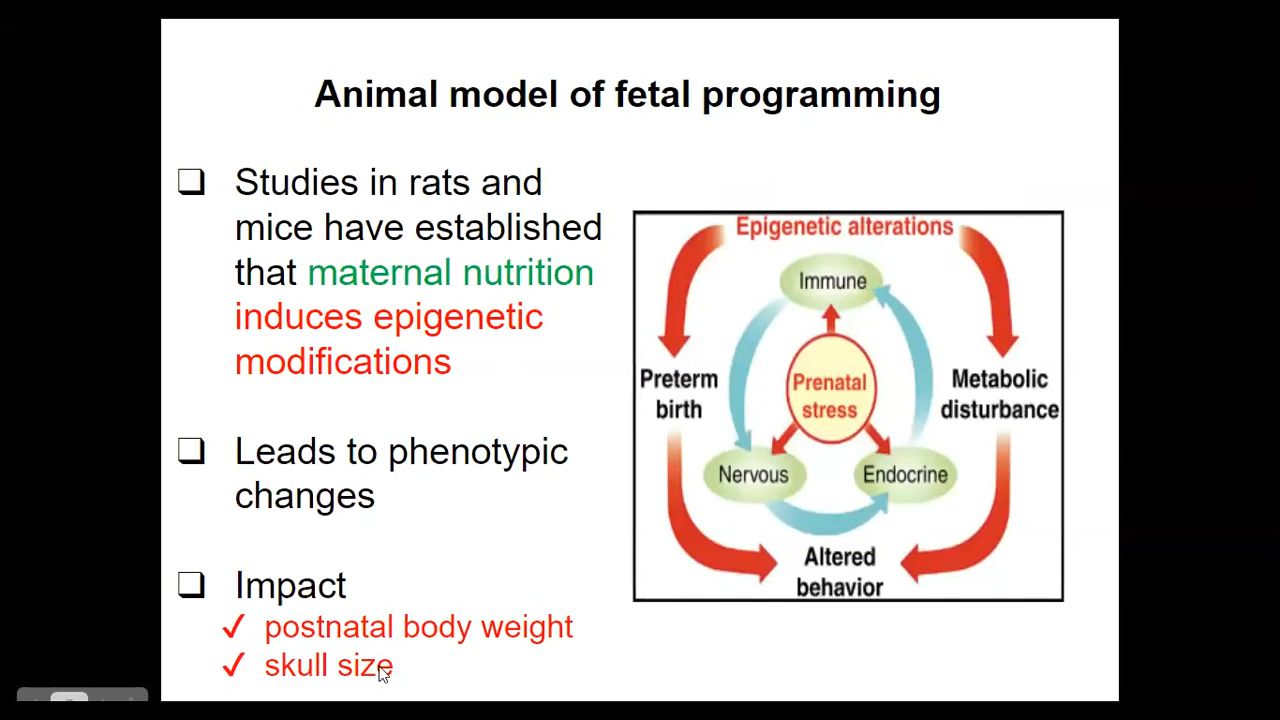 Animal model of fetal programming
❑ Studies in rats and
mice have established
that maternal nutrition
induces epigenetic
modifications
❑ Leads to phenotypic
changes
❑ Impact
✓ postnatal body weight
✓ skull size
Epigenetic alterations
Immune
Prenatal
stress
Preterm
birth
Metabolic
disturbance
Nervous
Endocrine
Altered
behavior